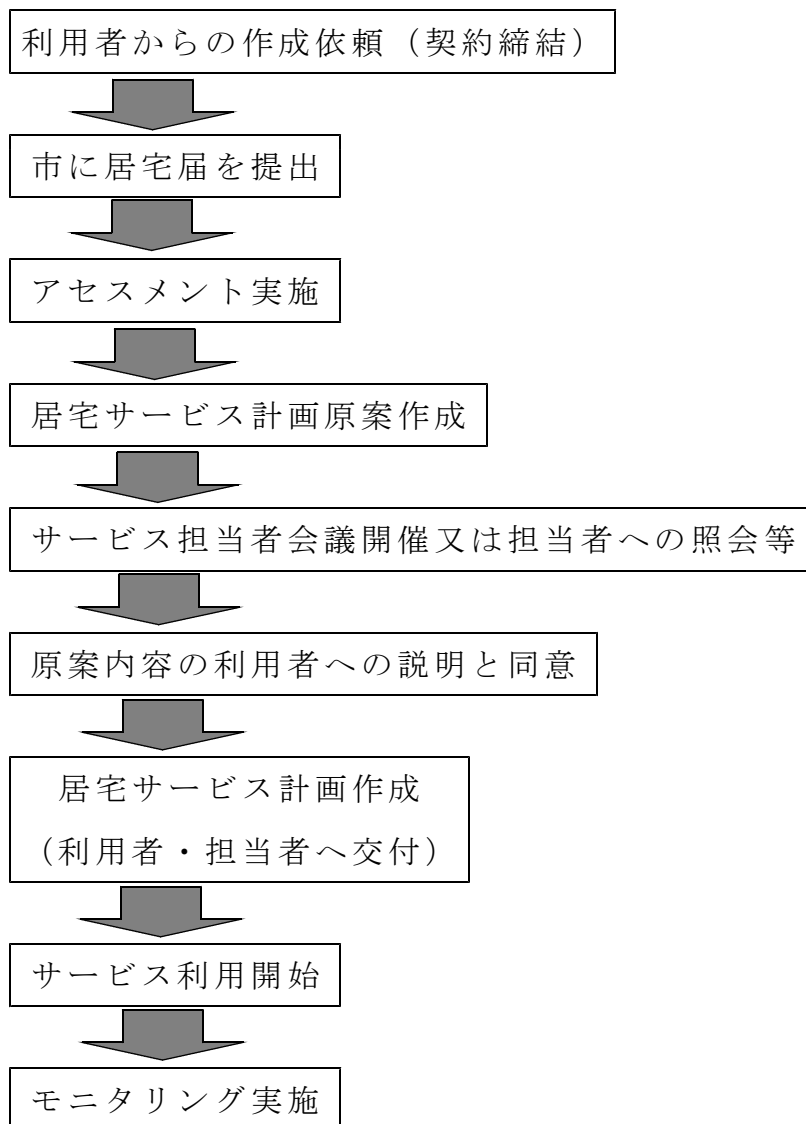 利用者からの作成依頼（契約締結）
市に居宅届を提出
アセスメント実施
居宅サービス計画原案作成
サービス担当者会議開催又は担当者への照会等
原案内容の利用者への説明と同意
居宅サービス計画作成
（利用者・担当者へ交付）
サービス利用開始
モニタリング実施